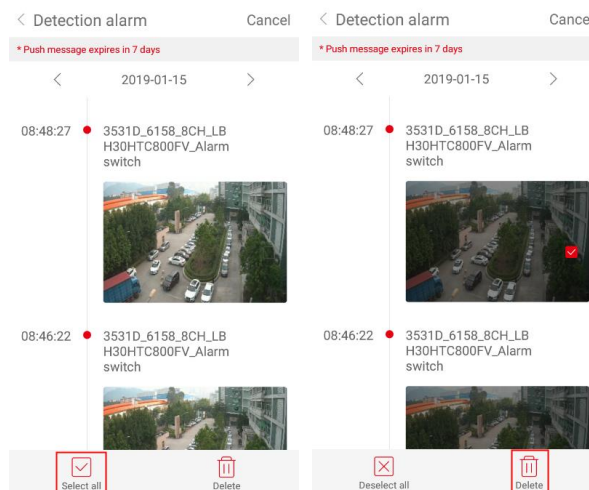 Detection alarm Cancel
* Push message expires in 7 days
2019-01-15
08:48:27 3531D_6158_8CH_LB
H30HTC800FV_Alarm
switch
08:46:22 3531D_6158_8CH_LB
H30HTC800FV_Alarm
switch
Select all Delete
Detection alarm Cance
* Push message expires in 7 days
2019-01-15
08:48:27 3531D_6158_8CH_LB
H30HTC800FV_Alarm
switch
08:46:22 3531D_6158_8CH_LB
H30HTC800FV_Alarm
switch
Deselect all Delete